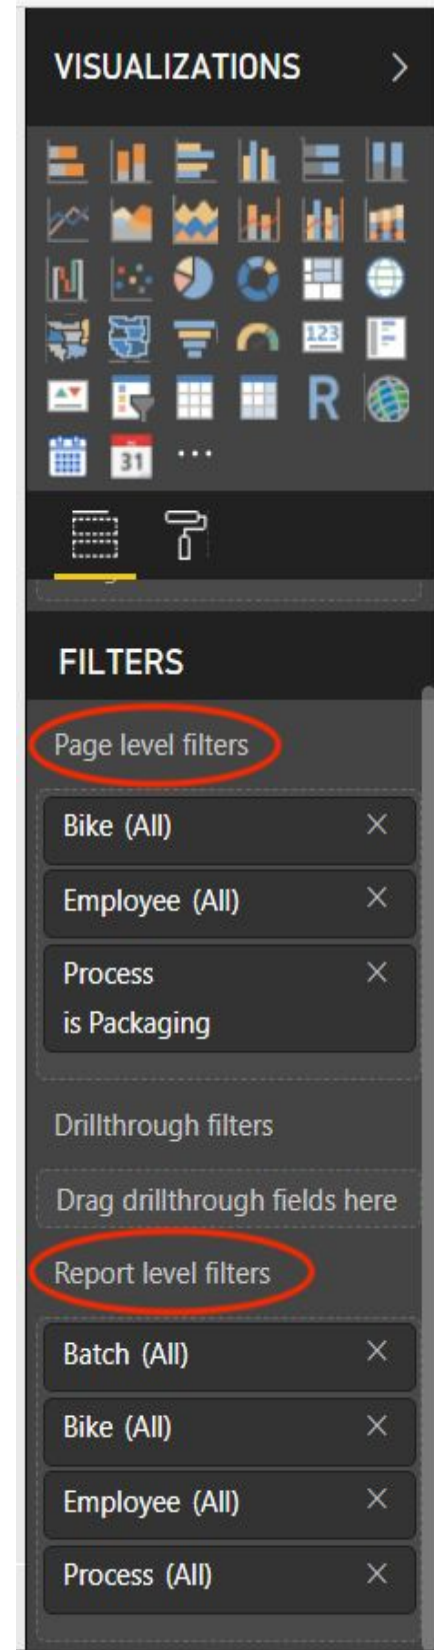 VISUALIZATIONS
123
R
31
FILTERS
Page level filters
Bike (All)
Employee (All)
Process
is Packaging
Drillthrough filters
Drag drillthrough fields here
Report level filters
Batch (All)
Bike (All)
Employee (All)
Process (All)